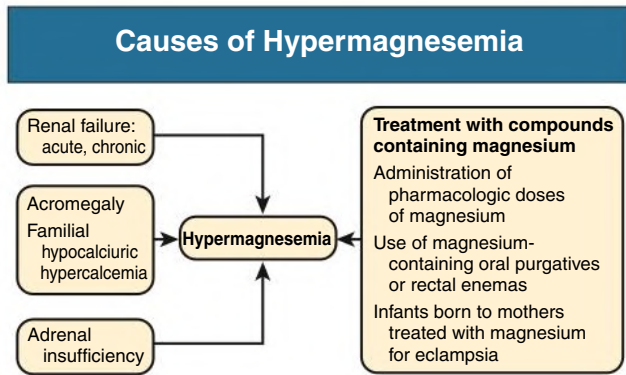 Causes of Hypermagnesemia
Renal failure:
acute, chronic
Acromegaly
Familial
hypocalciuric
hypercalcemia
Adrenal
insufficiency
Hypermagnesemia
Treatment with compounds
containing magnesium
Administration of
pharmacologic doses
of magnesium
Use of magnesium-
containing oral purgatives
or rectal enemas
Infants born to mothers
treated with magnesium
for eclampsia